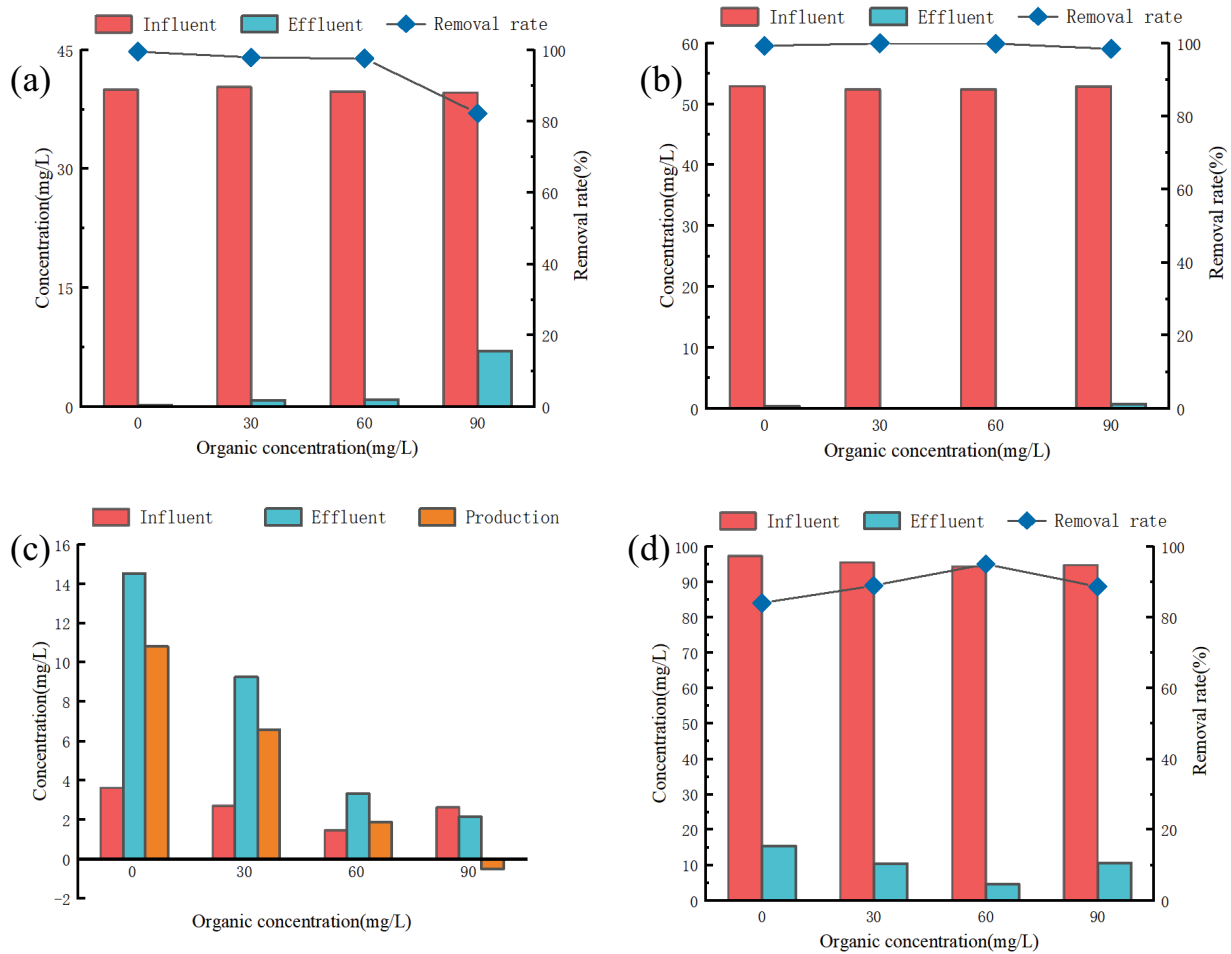 Influent Effluent Removal rate
(a)
45
30
15
0
100
80
60
40
20
0
Concentration(mg/L)
Removal rate(%)
0 30 60 90
Organic concentration(mg/L)
Influent Effluent Removal rate
(b)
60
50
40
30
20
10
0
100
80
60
40
20
0
Concentration(mg/L)
Removal rate(%)
0 30 60 90
Organic concentration(mg/L)
Influent Effluent Production
(c)
16
14
12
10
8
6
4
2
0
-2
Concentration(mg/L)
0 30 60 90
Organic concentration(mg/L)
Influent Effluent Removal rate
(d)
100
90
80
70
60
50
40
30
20
10
0
100
80
60
40
20
0
Concentration(mg/L)
Removal rate(%)
0 30 60 90
Organic concentration(mg/L)